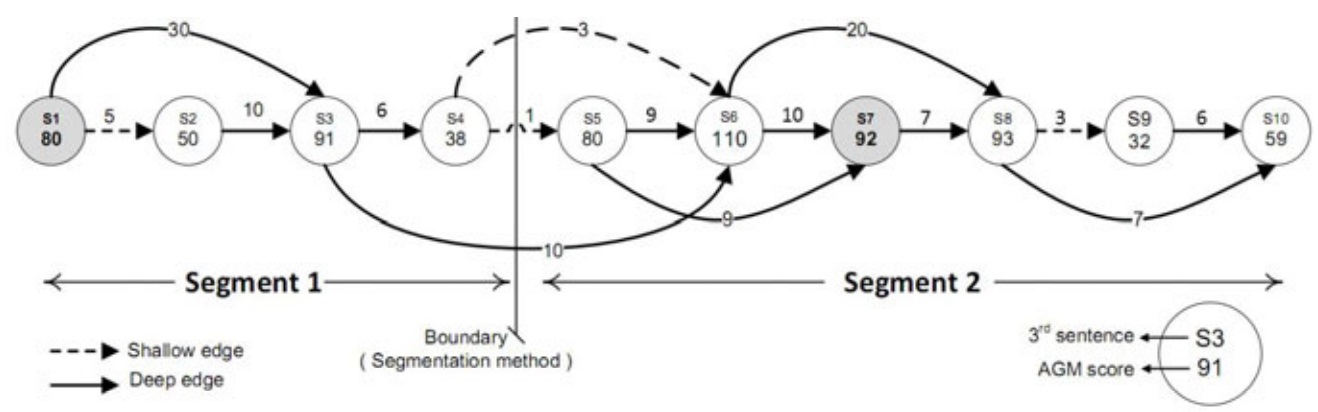 30 3 20
5 10 6 1 9 10 7 3 6
S1 S2 S3 S4 S5 S6 S7 S8 S9 S10
80 50 91 38 80 110 92 93 32 59
9 7
10
Segment 1 Segment 2
Boundary
( Segmentation method )
Shallow edge
Deep edge
3rd sentence S3
AGM score 91